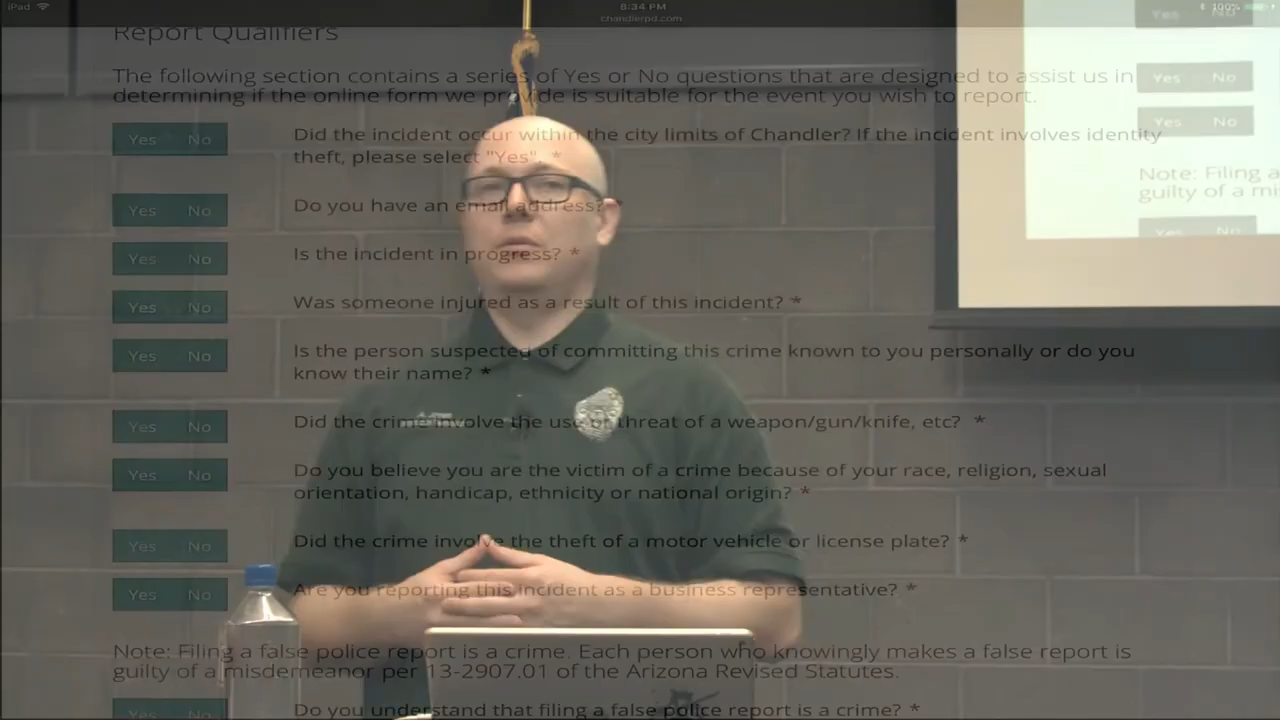 iPad
8:34 PM
100%
chandlerpd.com
Report Qualifiers
The following section contains a series of Yes or No questions that are designed to assist us in
determining if the online form we provide is suitable for the event you wish to report.
Yes No Did the incident occur within the city limits of Chandler? If the incident involves identity
theft, please select "Yes". *
Yes No Do you have an email address?
Yes No Is the incident in progress? *
Yes No Was someone injured as a result of this incident? *
Yes No Is the person suspected of committing this crime known to you personally or do you
know their name? *
Yes No Did the crime involve the use or threat of a weapon/gun/knife, etc? *
Yes No Do you believe you are the victim of a crime because of your race, religion, sexual
orientation, handicap, ethnicity or national origin? *
Yes No Did the crime involve the theft of a motor vehicle or license plate? *
Yes No Are you reporting this incident as a business representative? *
Note: Filing a false police report is a crime. Each person who knowingly makes a false report is
guilty of a misdemeanor per 13-2907.01 of the Arizona Revised Statutes.
Yes No Do you understand that filing a false police report is a crime? *
Yes No
Yes No
Yes No
Note: Filing a
guilty of a mi
Yes No